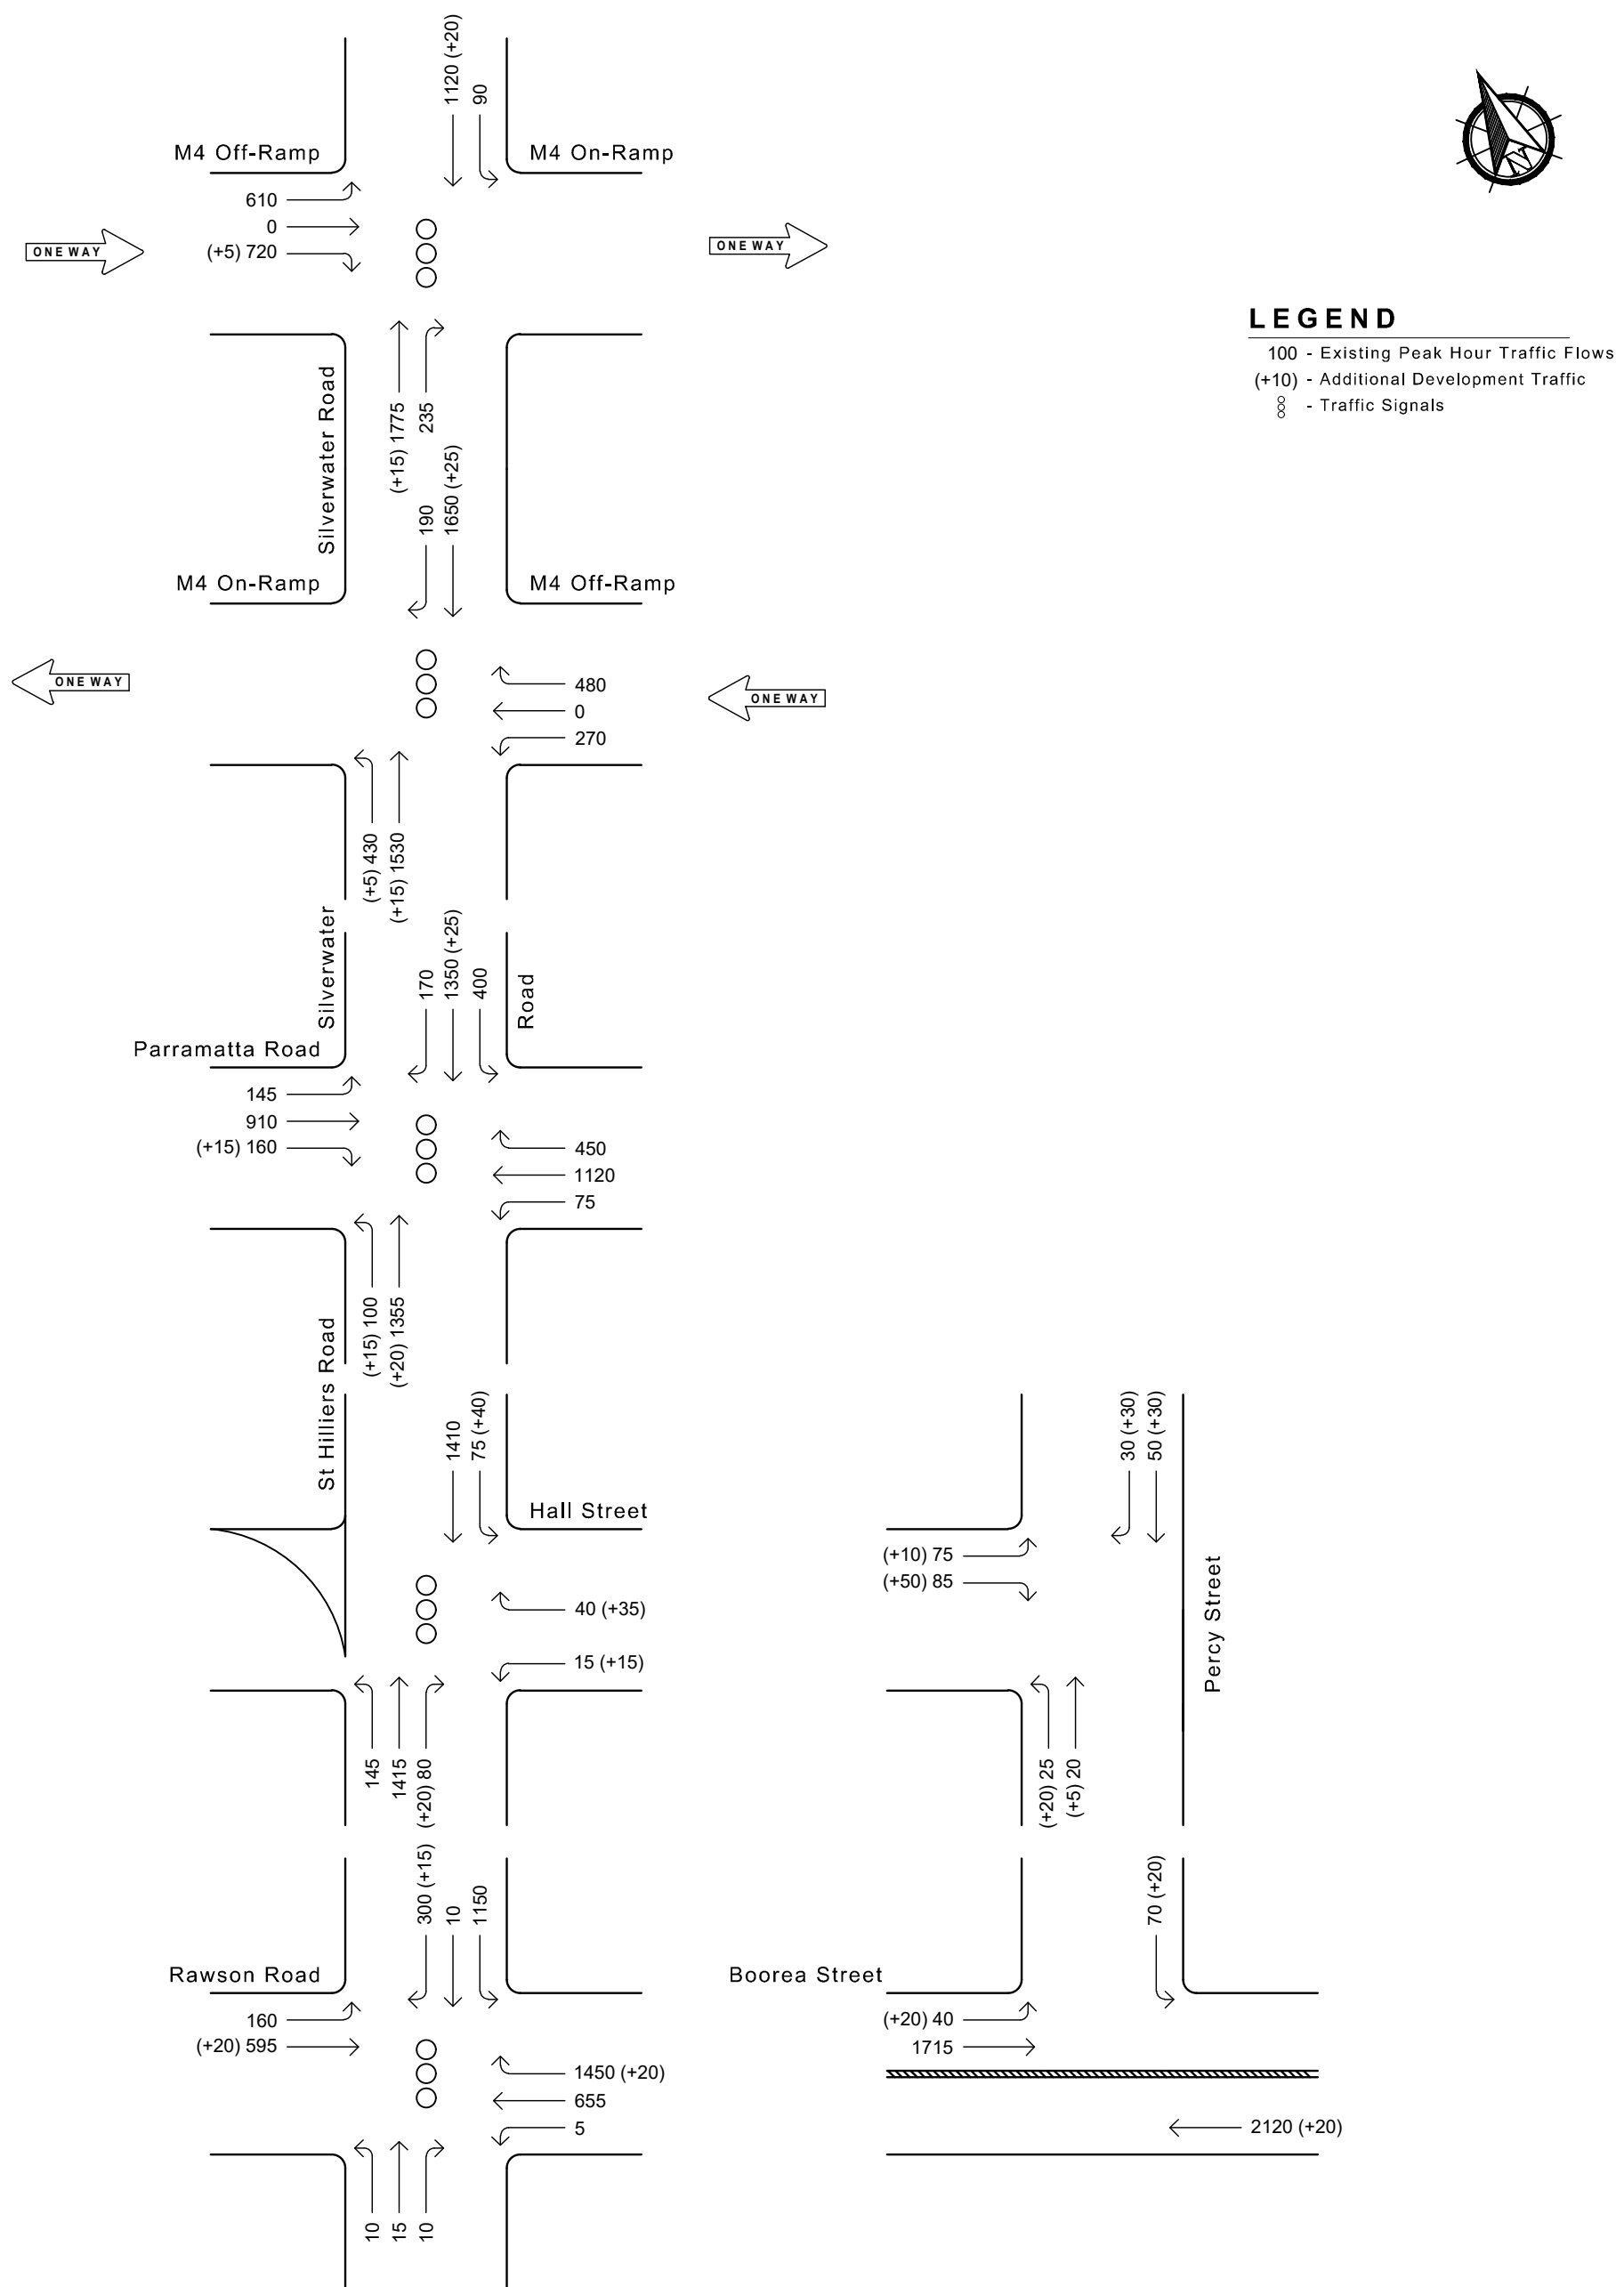 1120 (+20)
90
M4 Off-Ramp
M4 On-Ramp
610
0
(+5) 720
ONE WAY
ONE WAY
N
LEGEND
100 - Existing Peak Hour Traffic Flows
(+10) - Additional Development Traffic
- Traffic Signals
Silverwater Road
(+15) 1775
235
190
1650 (+25)
M4 On-Ramp
M4 Off-Ramp
ONE WAY
ONE WAY
480
0
270
(+5) 430
(+15) 1530
Silverwater
170
1350 (+25)
400
Road
Parramatta Road
145
910
(+15) 160
450
1120
75
St Hilliers Road
(+15) 100
(+20) 1355
1410
75 (+40)
Hall Street
40 (+35)
15 (+15)
145
1415
(+20) 80
300 (+15)
10
1150
Rawson Road
160
(+20) 595
1450 (+20)
655
5
10
15
10
30 (+30)
50 (+30)
(+10) 75
(+50) 85
Percy Street
(+20) 25
(+5) 20
70 (+20)
Boorea Street
(+20) 40
1715
2120 (+20)